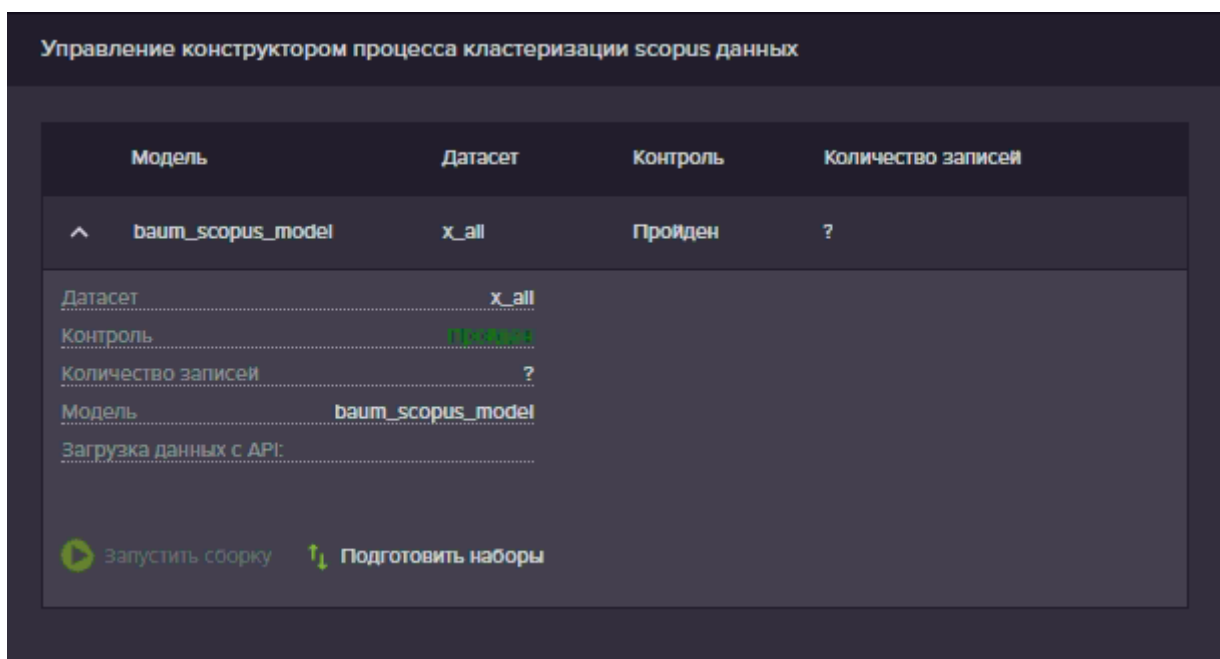 Управление конструктором процесса кластеризации scopus данных
Модель Датасет Контроль Количество записей
baum_scopus_model x_all Пройден ?
Датасет x_all
Контроль Пройден
Количество записей ?
Модель baum_scopus_model
Загрузка данных с API:
Запустить сборку Подготовить наборы